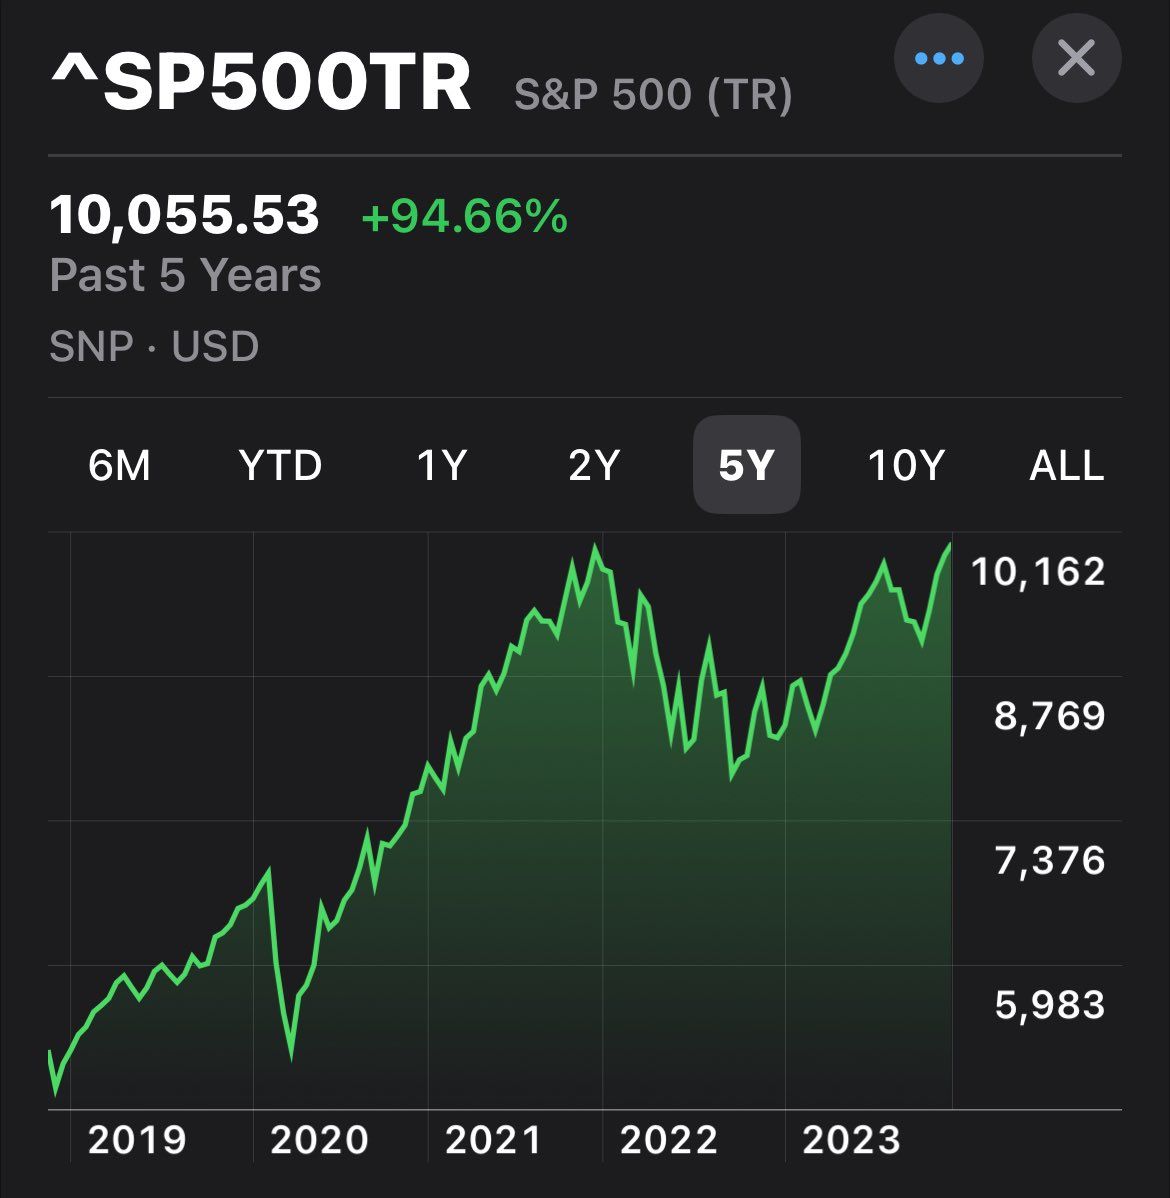 ^SP500TR S&P 500 (TR)
10,055.53 +94.66%
Past 5 Years
SNP · USD
6M YTD 1Y 2Y 5Y 10Y ALL
10,162
8,769
7,376
5,983
2019 2020 2021 2022 2023